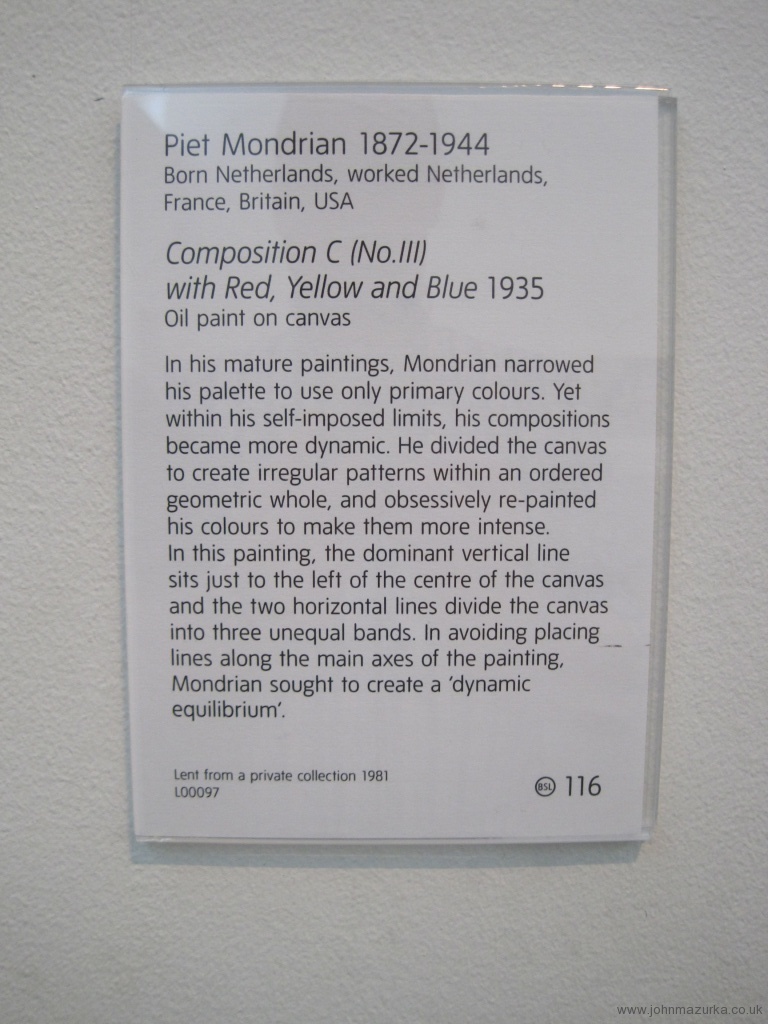 Piet Mondrian 1872-1944
Born Netherlands, worked Netherlands,
France, Britain, USA
Composition C (No.III)
with Red, Yellow and Blue 1935
Oil paint on canvas
In his mature paintings, Mondrian narrowed
his palette to use only primary colours. Yet
within his self-imposed limits, his compositions
became more dynamic. He divided the canvas
to create irregular patterns within an ordered
geometric whole, and obsessively re-painted
his colours to make them more intense.
In this painting, the dominant vertical line
sits just to the left of the centre of the canvas
and the two horizontal lines divide the canvas
into three unequal bands. In avoiding placing
lines along the main axes of the painting,
Mondrian sought to create a ‘dynamic
equilibrium’.
Lent from a private collection 1981
L00097
BSL 116
www.johnmazurka.co.uk